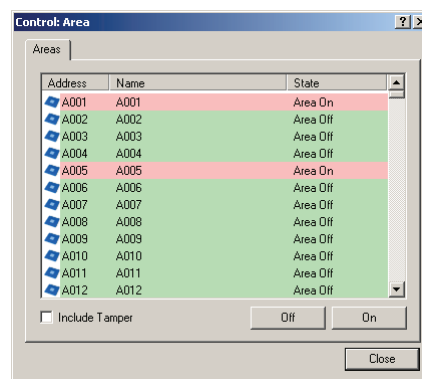 Control: Area
Areas
Address Name State
A001 A001 Area On
A002 A002 Area Off
A003 A003 Area Off
A004 A004 Area Off
A005 A005 Area On
A006 A006 Area Off
A007 A007 Area Off
A008 A008 Area Off
A009 A009 Area Off
A010 A010 Area Off
A011 A011 Area Off
A012 A012 Area Off
Include Tamper Off On
Close